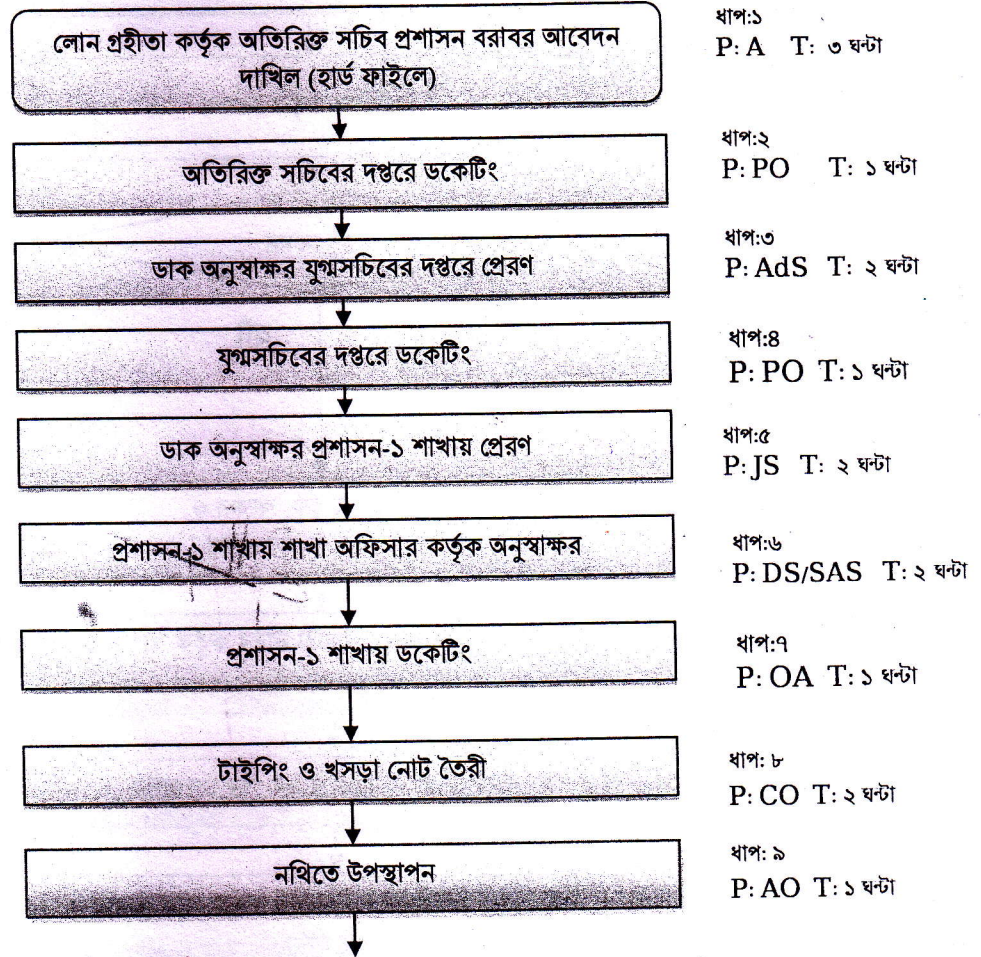 লোন গ্রহীতা কর্তৃক অতিরিক্ত সচিব প্রশাসন বরাবর আবেদন
দাখিল (হার্ড ফাইলে)
ধাপ:১
P: A T: ৩ ঘন্টা
অতিরিক্ত সচিবের দপ্তরে ডকেটিং
ধাপ:২
P: PO T: ১ ঘন্টা
ডাক অনুস্বাক্ষর যুগ্মসচিবের দপ্তরে প্রেরণ
ধাপ:৩
P: AdS T: ২ ঘন্টা
যুগ্মসচিবের দপ্তরে ডকেটিং
ধাপ:৪
P: PO T: ১ ঘন্টা
ডাক অনুস্বাক্ষর প্রশাসন-১ শাখায় প্রেরণ
ধাপ:৫
P: JS T: ২ ঘন্টা
প্রশাসন-১ শাখায় শাখা অফিসার কর্তৃক অনুস্বাক্ষর
ধাপ:৬
P: DS/SAS T: ২ ঘন্টা
প্রশাসন-১ শাখায় ডকেটিং
ধাপ:৭
P: OA T: ১ ঘন্টা
টাইপিং ও খসড়া নোট তৈরী
ধাপ: ৮
P: CO T: ২ ঘন্টা
নথিতে উপস্থাপন
ধাপ: ৯
P: AO T: ১ ঘন্টা